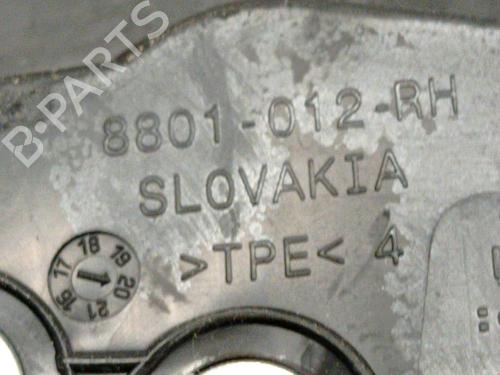 B-PARTS
8801-012-RH
SLOVAKIA
>TPE< 4
16 17 18 19 20 21